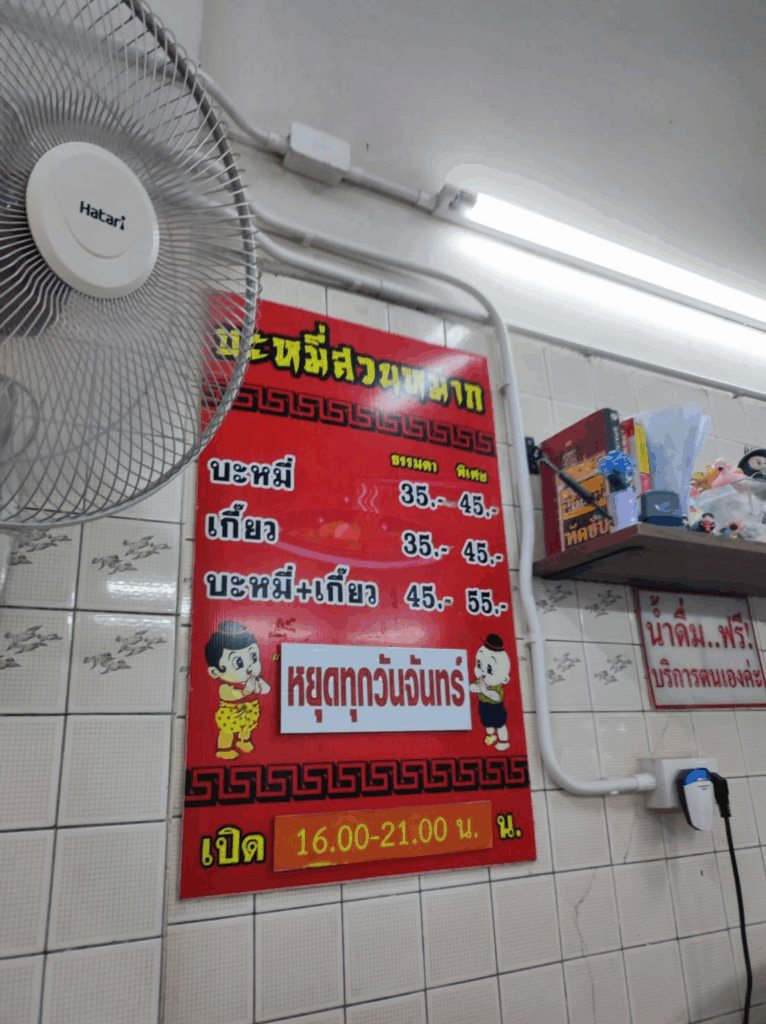 Hatari
บะหมี่สวนหมาก
ธรรมดา พิเศษ
บะหมี่ 35.- 45.-
เกี๊ยว 35.- 45.-
บะหมี่+เกี๊ยว 45.- 55.-
หยุดทุกวันจันทร์
เปิด 16.00-21.00 น. น.
น้ำดื่ม..ฟรี!
บริการตนเองค่ะ